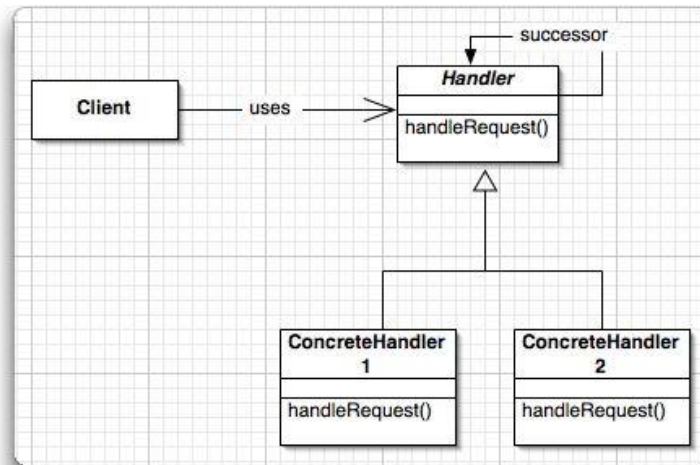 successor
Handler
Client
uses
handleRequest()
ConcreteHandler
1
handleRequest()
ConcreteHandler
2
handleRequest()